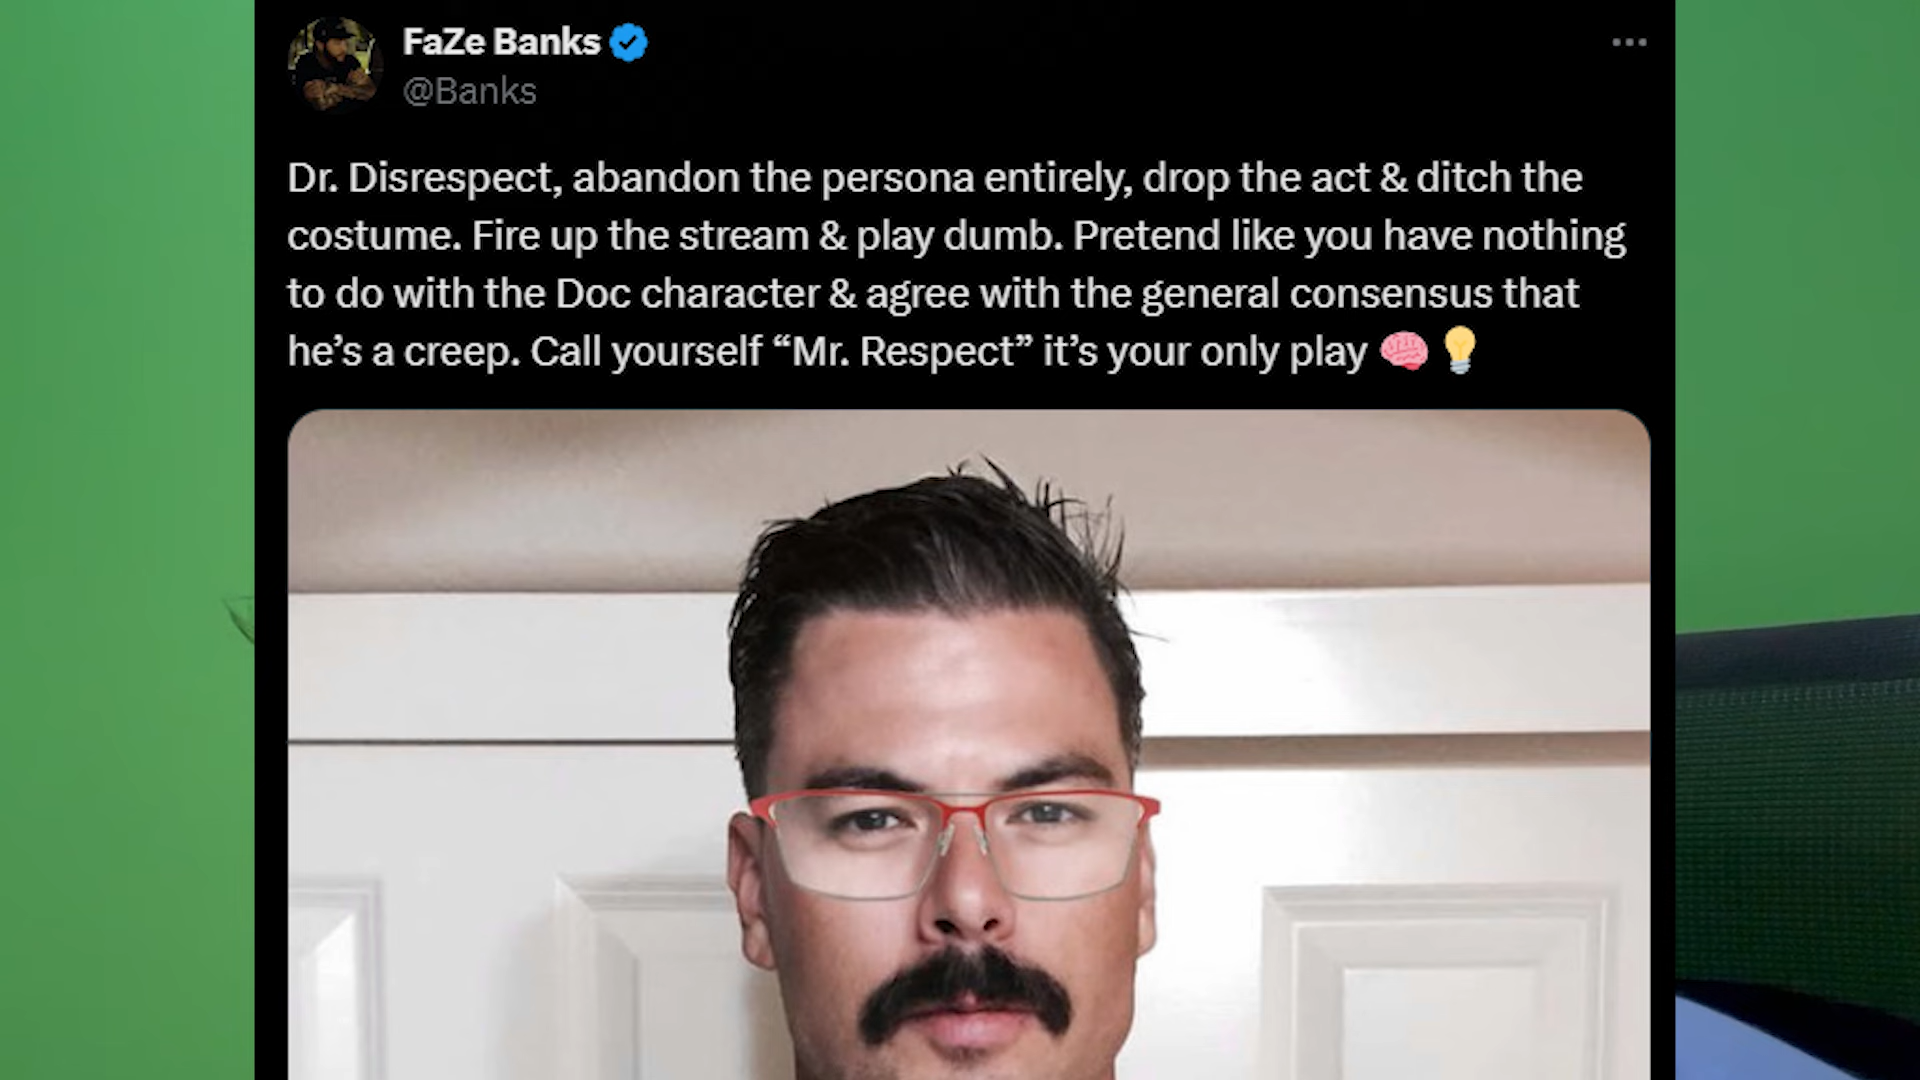 FaZe Banks
@Banks
Dr. Disrespect, abandon the persona entirely, drop the act & ditch the
costume. Fire up the stream & play dumb. Pretend like you have nothing
to do with the Doc character & agree with the general consensus that
he’s a creep. Call yourself “Mr. Respect” it’s your only play 🧠💡